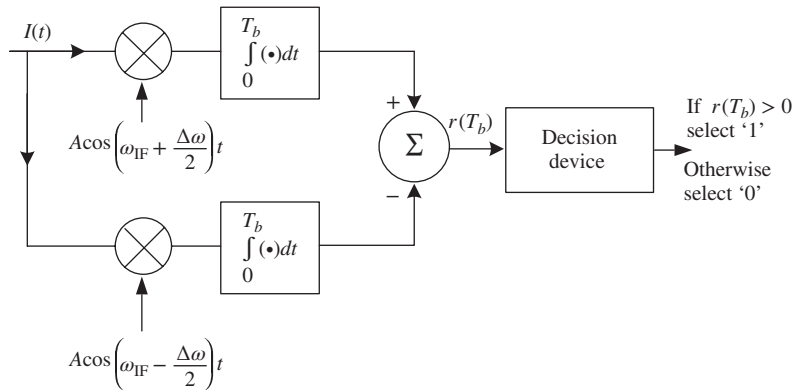 I(t)
T_b
∫(•)dt
0
Acos(ω_IF + Δω/2)t
+
Σ
−
r(T_b)
Decision
device
If r(T_b) > 0
select ‘1’
Otherwise
select ‘0’
T_b
∫(•)dt
0
Acos(ω_IF − Δω/2)t